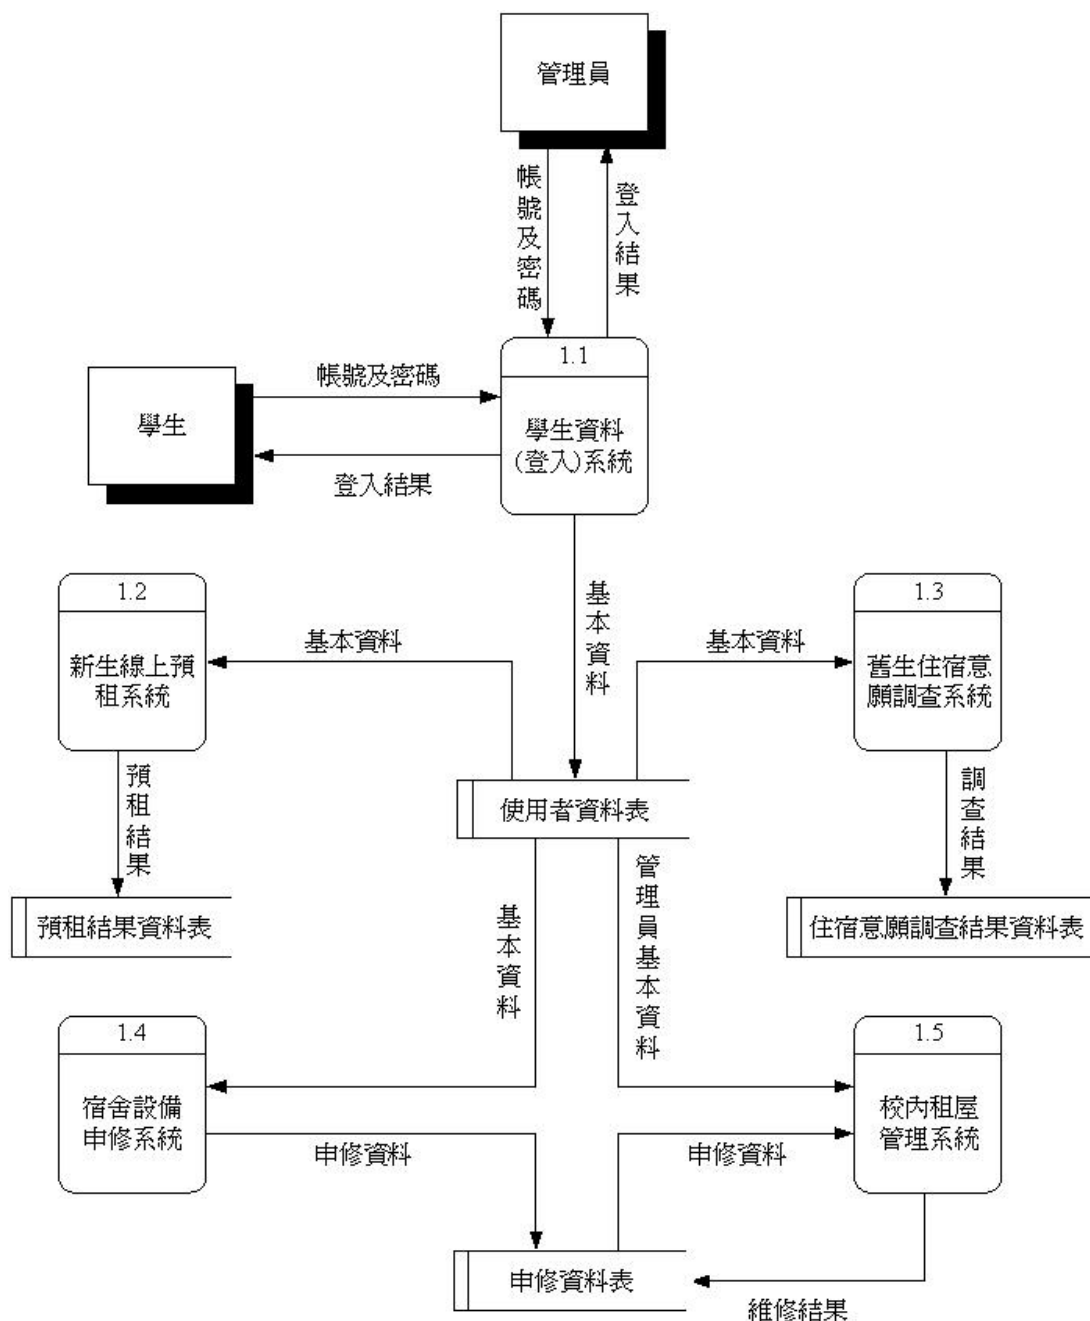 管理員
帳號及密碼
登入結果
1.1
學生資料
(登入)系統
學生
帳號及密碼
登入結果
基本資料
1.2
新生線上預
租系統
基本資料
基本資料
1.3
舊生住宿意
願調查系統
預租結果
使用者資料表
調查結果
預租結果資料表
基本資料
管理員基本資料
住宿意願調查結果資料表
1.4
宿舍設備
申修系統
1.5
校內租屋
管理系統
申修資料
申修資料
申修資料表
維修結果